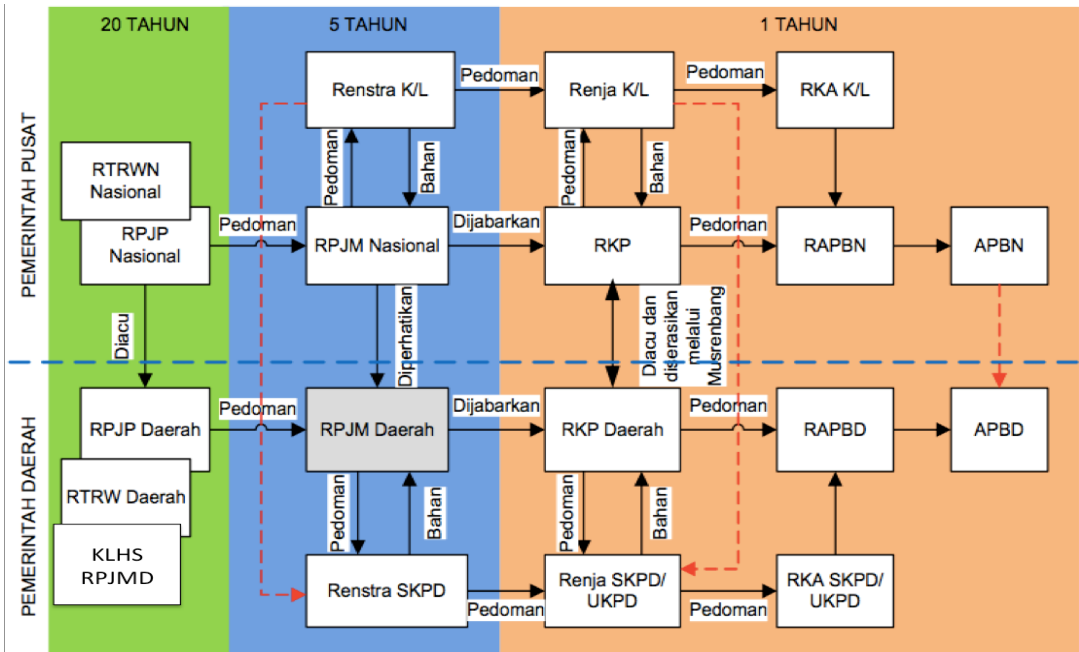 20 TAHUN
5 TAHUN
1 TAHUN
PEMERINTAH PUSAT
Renstra K/L
Pedoman
Renja K/L
Pedoman
RKA K/L
Pedoman
Bahan
Pedoman
Bahan
RTRWN
Nasional
RPJP
Nasional
Pedoman
RPJM Nasional
Dijabarkan
RKP
Pedoman
RAPBN
APBN
Diacu
Diperhatikan
Diacu dan
diserasikan
melalui
Musrenbang
PEMERINTAH DAERAH
RPJP Daerah
Pedoman
RPJM Daerah
Dijabarkan
RKP Daerah
Pedoman
RAPBD
APBD
RTRW Daerah
Pedoman
Bahan
Pedoman
Bahan
KLHS
RPJMD
Renstra SKPD
Pedoman
Renja SKPD/
UKPD
Pedoman
RKA SKPD/
UKPD